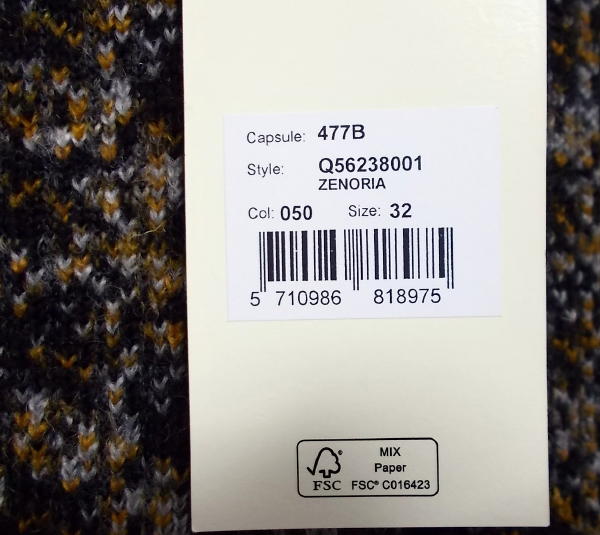 Capsule: 477B
Style: Q56238001
ZENORIA
Col: 050 Size: 32
5 710986 818975
MIX
Paper
FSC FSC® C016423